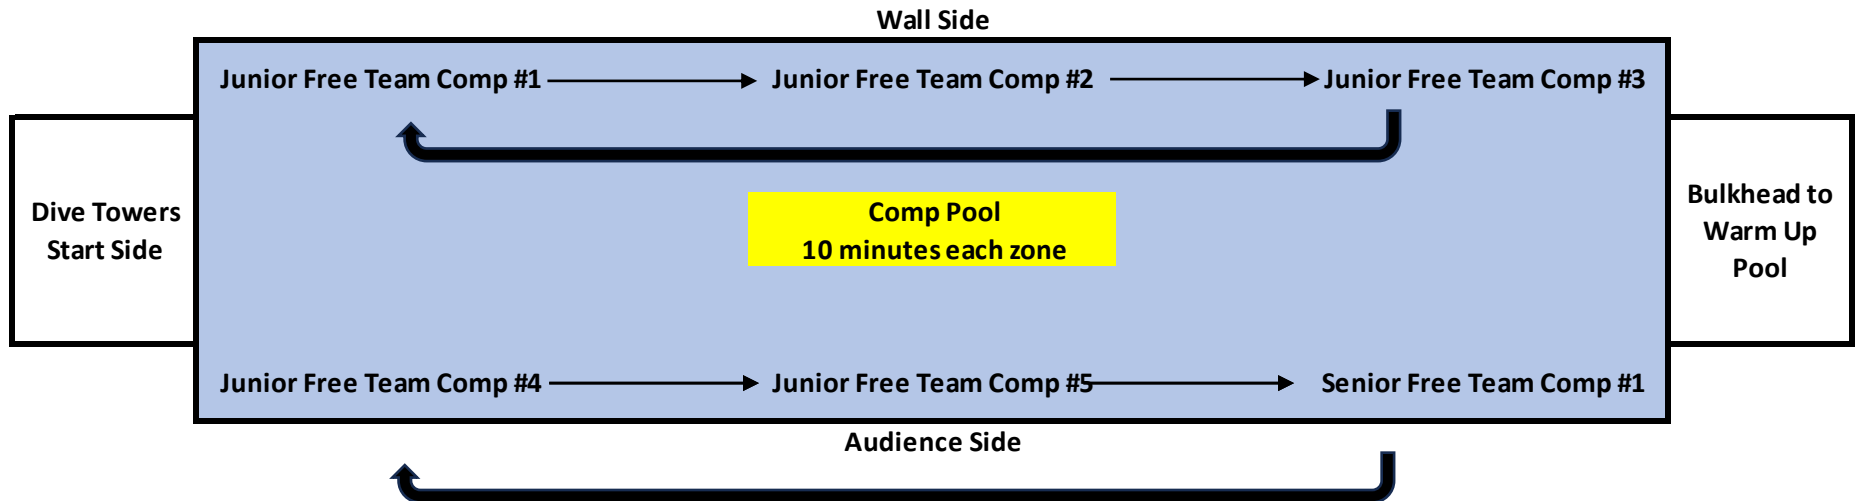 Wall Side
Junior Free Team Comp #1
Junior Free Team Comp #2
Junior Free Team Comp #3
Dive Towers
Start Side
Comp Pool
10 minutes each zone
Bulkhead to
Warm Up
Pool
Junior Free Team Comp #4
Junior Free Team Comp #5
Senior Free Team Comp #1
Audience Side